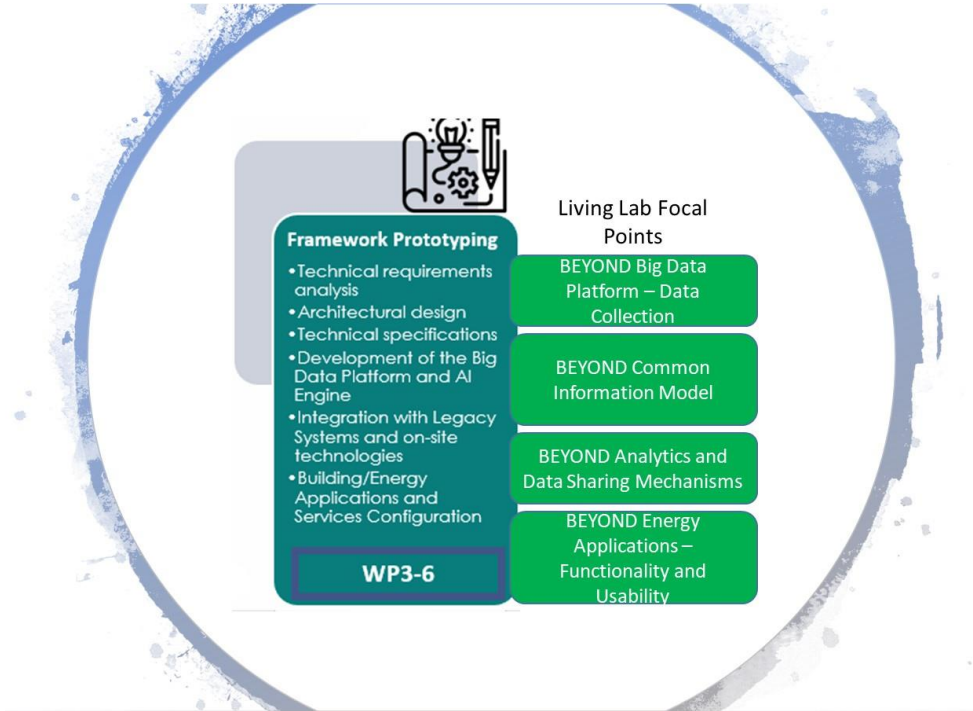 Framework Prototyping
•Technical requirements
analysis
•Architectural design
•Technical specifications
•Development of the Big
Data Platform and AI
Engine
•Integration with Legacy
Systems and on-site
technologies
•Building/Energy
Applications and
Services Configuration
WP3-6
Living Lab Focal
Points
BEYOND Big Data
Platform – Data
Collection
BEYOND Common
Information Model
BEYOND Analytics and
Data Sharing Mechanisms
BEYOND Energy
Applications –
Functionality and
Usability